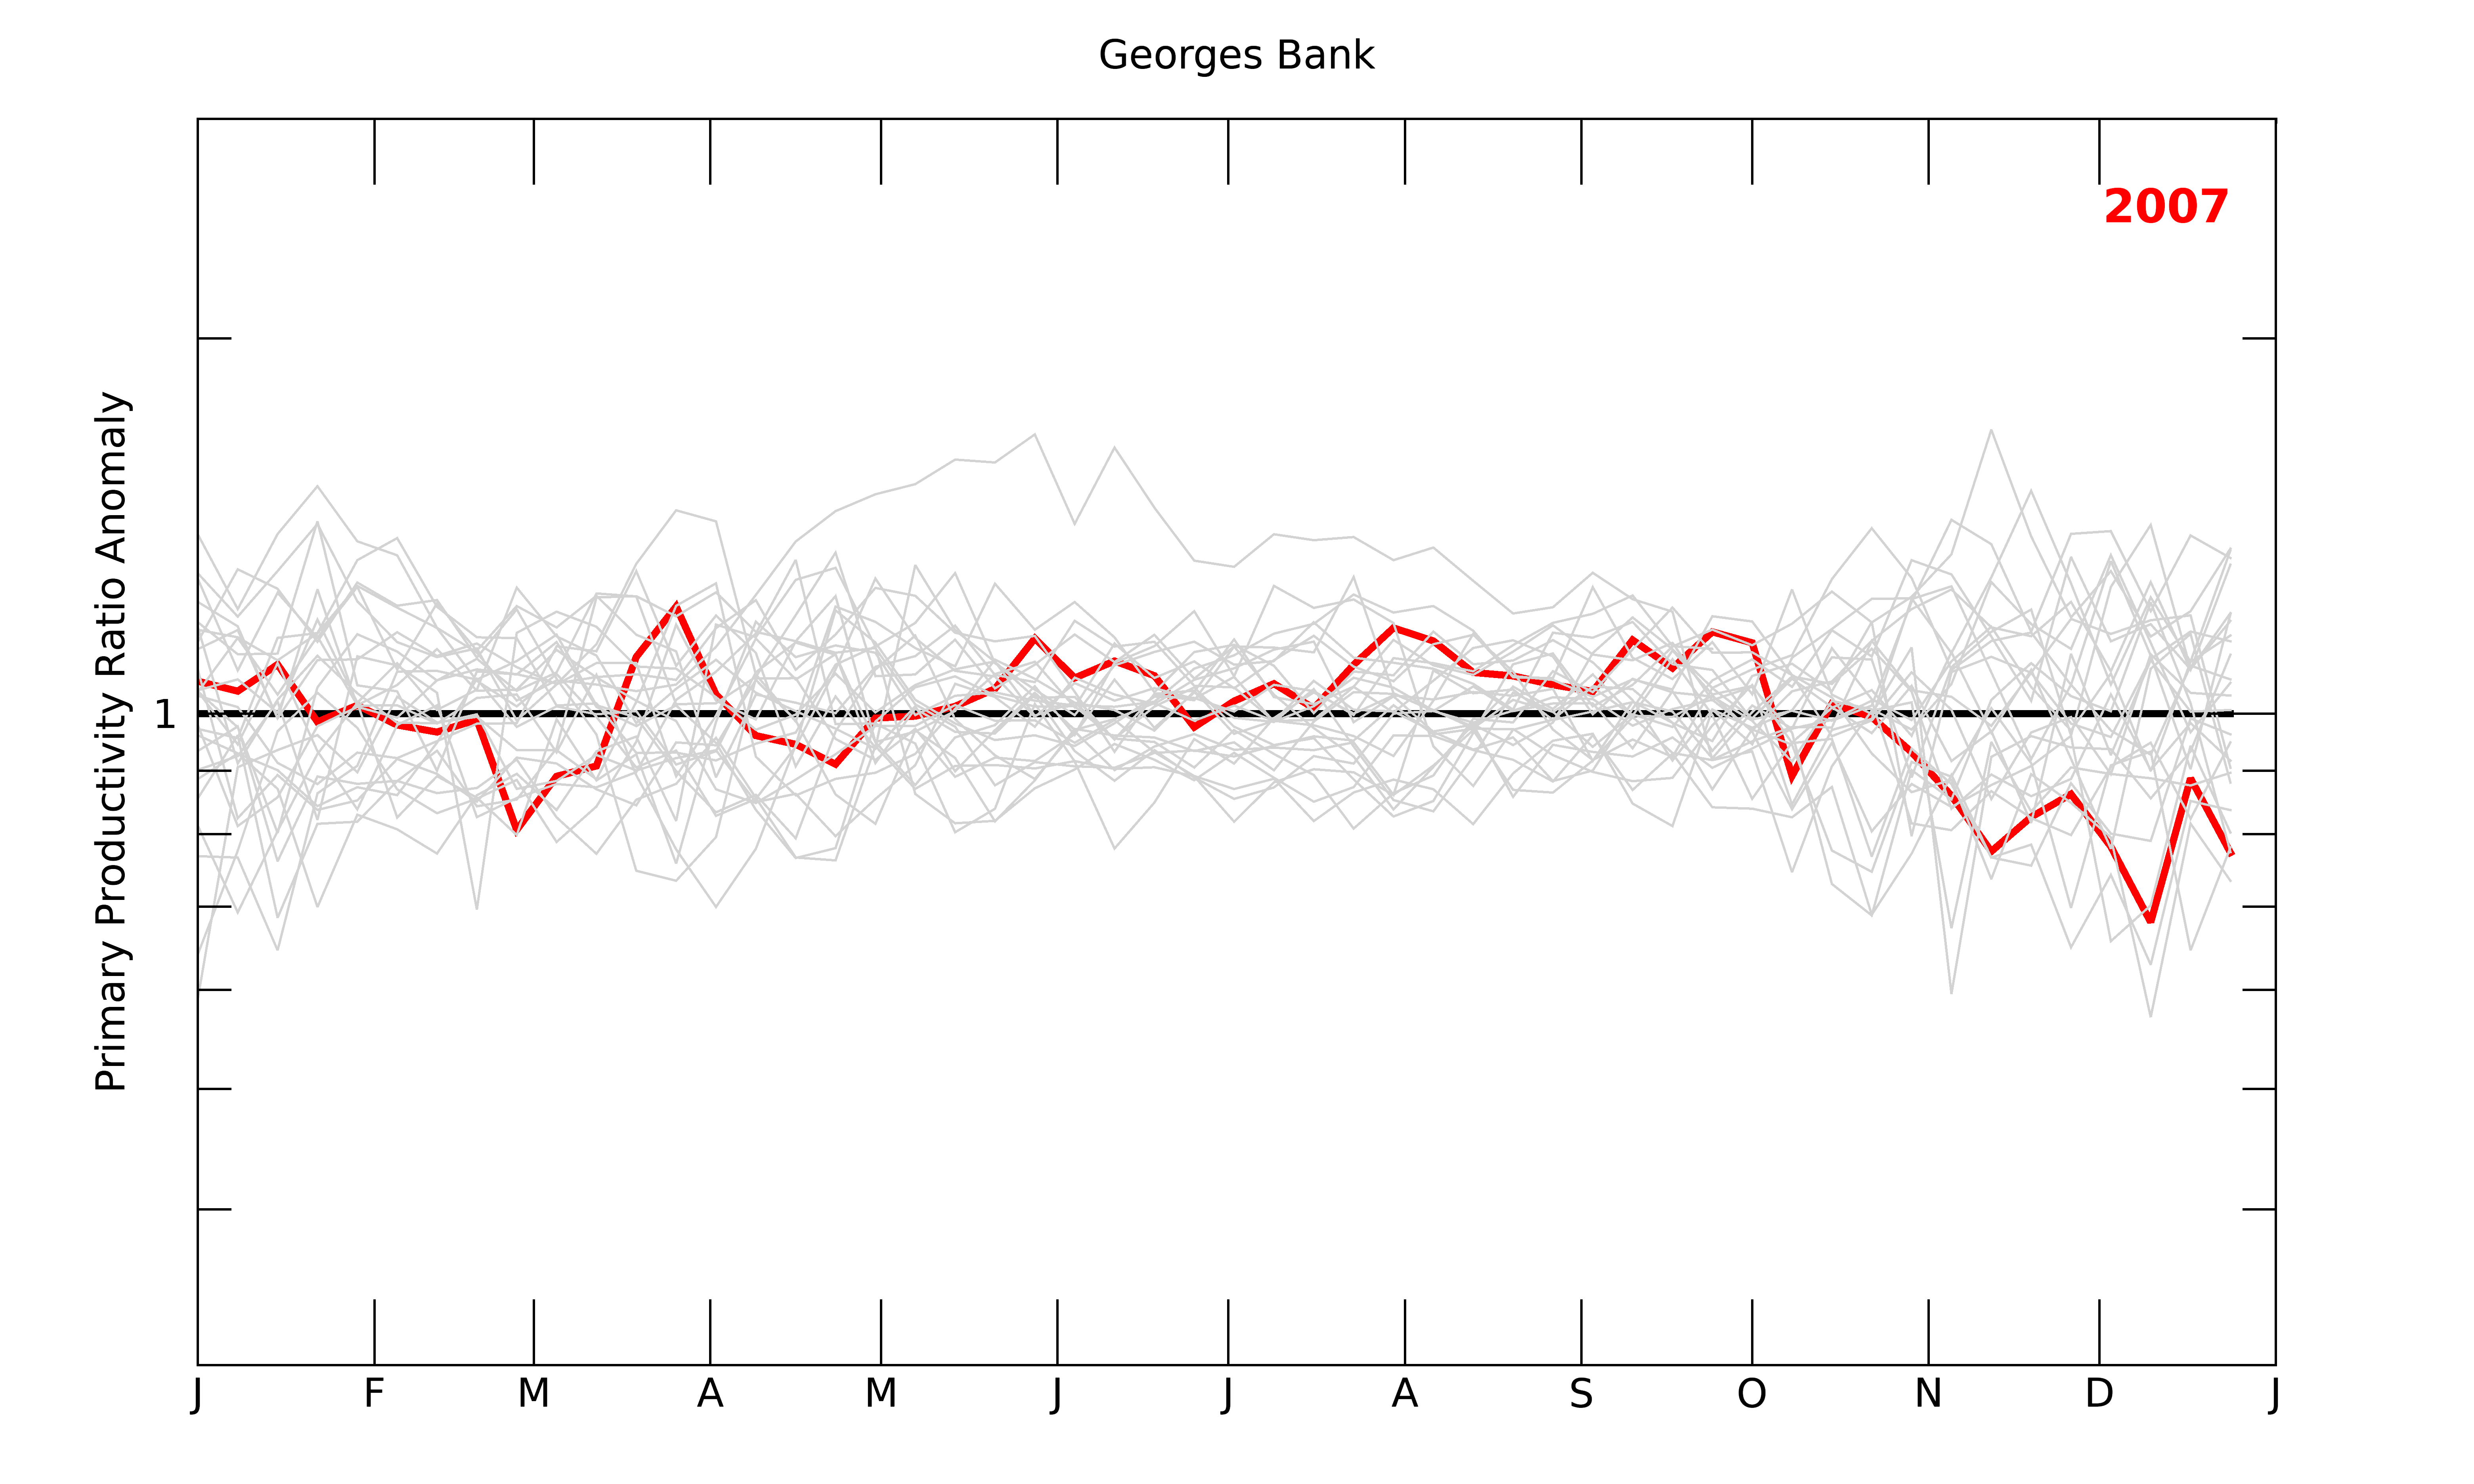 Georges Bank
2007
Primary Productivity Ratio Anomaly
1
J F M A M J J A S O N D J